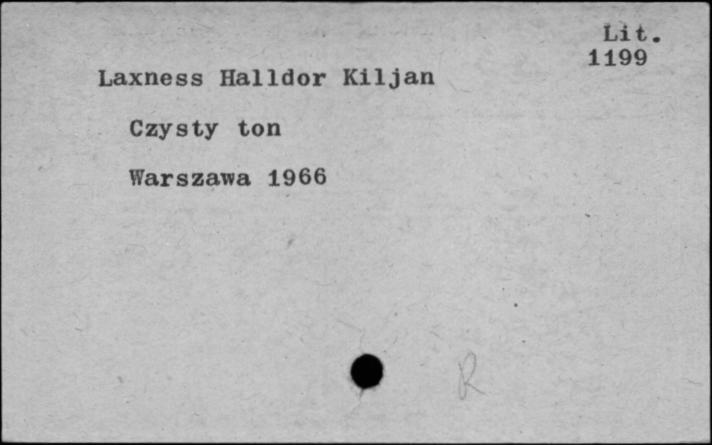 Lit.
1199
Laxness Halldor Kiljan
Czysty ton
Warszawa 1966
R